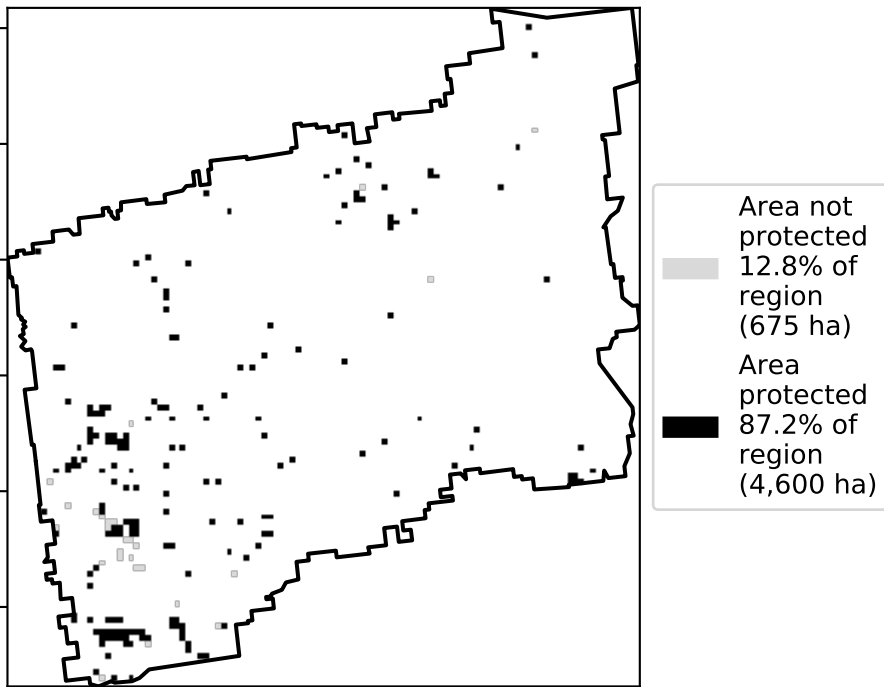 Area not
protected
12.8% of
region
(675 ha)
Area
protected
87.2% of
region
(4,600 ha)